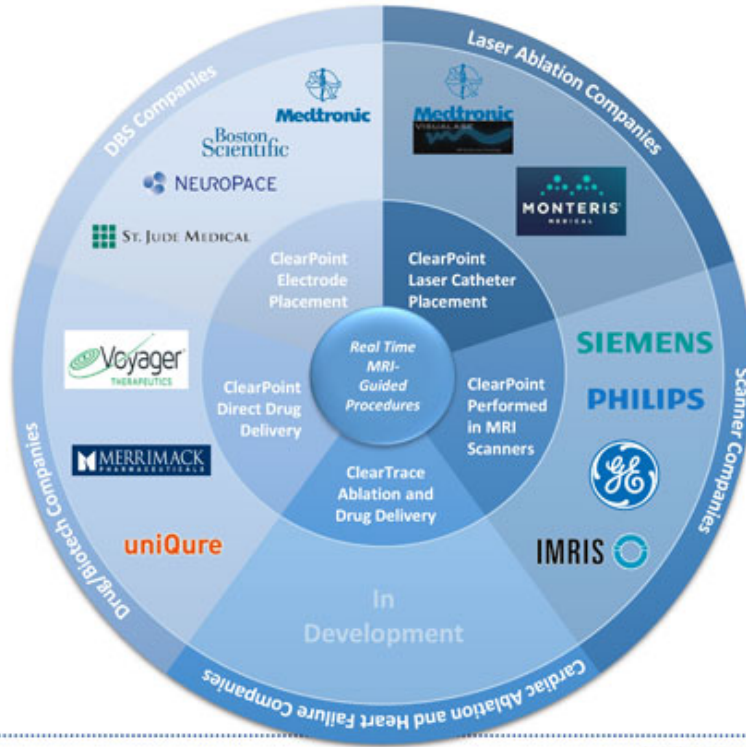 DBS Companies
Medtronic
Boston
Scientific
NEUROPACE
ST. JUDE MEDICAL
ClearPoint
Electrode
Placement
Laser Ablation Companies
Medtronic
VISUALASE
MONTERIS
MEDICAL
ClearPoint
Laser Catheter
Placement
Real Time
MRI-
Guided
Procedures
Scanner Companies
SIEMENS
PHILIPS
GE
IMRIS
ClearPoint
Performed
in MRI
Scanners
Drug/Biotech Companies
Voyager
THERAPEUTICS
MERRIMACK
PHARMACEUTICALS
uniQure
ClearPoint
Direct Drug
Delivery
ClearTrace
Ablation and
Drug Delivery
In
Development
Cardiac Ablation and Heart Failure Companies